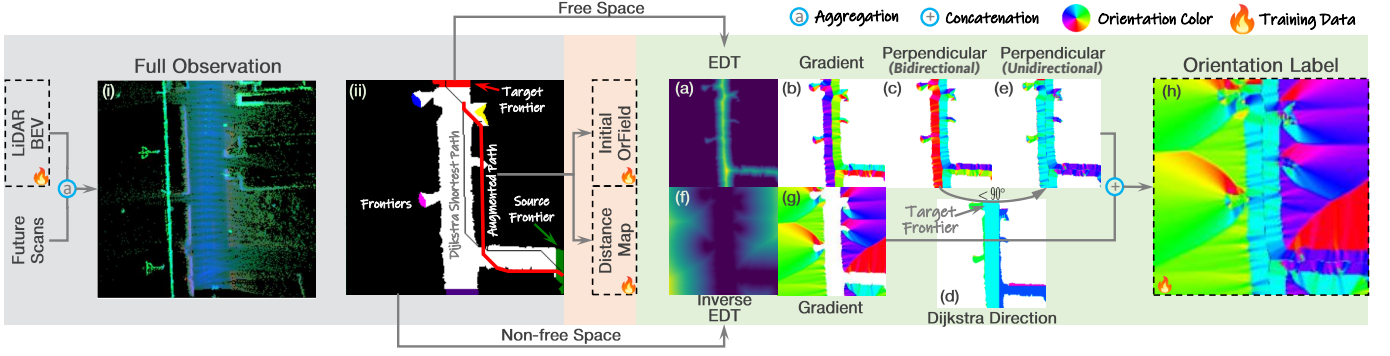 Free Space
a Aggregation
+ Concatenation
Orientation Color
Training Data
Full Observation
EDT
Gradient
Perpendicular
(Bidirectional)
Perpendicular
(Unidirectional)
Orientation Label
LiDAR
BEV
a
Future
Scans
(i)
(ii)
Target
Frontier
Dijkstra Shortest Path
Augmented Path
Frontiers
Source
Frontier
Initial
OrField
Distance
Map
(a)
(b)
(c)
(e)
(h)
(f)
(g)
< 90°
Target
Frontier
(d)
+
Inverse
EDT
Gradient
Dijkstra Direction
Non-free Space